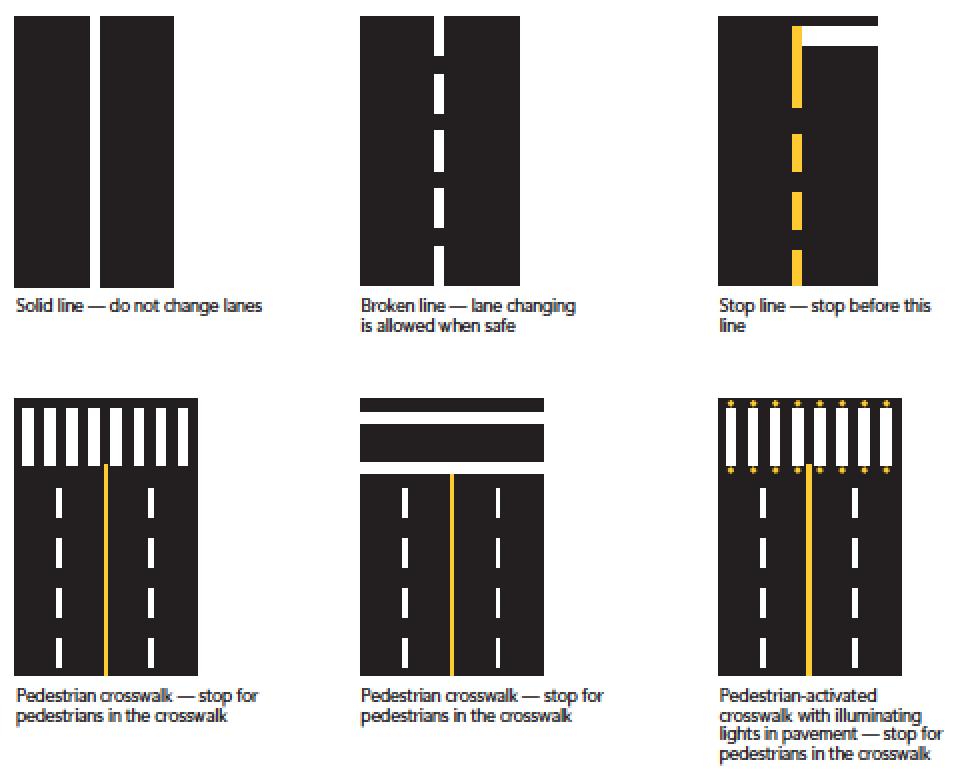 Solid line — do not change lanes
Broken line — lane changing
is allowed when safe
Stop line — stop before this
line
Pedestrian crosswalk — stop for
pedestrians in the crosswalk
Pedestrian crosswalk — stop for
pedestrians in the crosswalk
Pedestrian-activated
crosswalk with illuminating
lights in pavement — stop for
pedestrians in the crosswalk